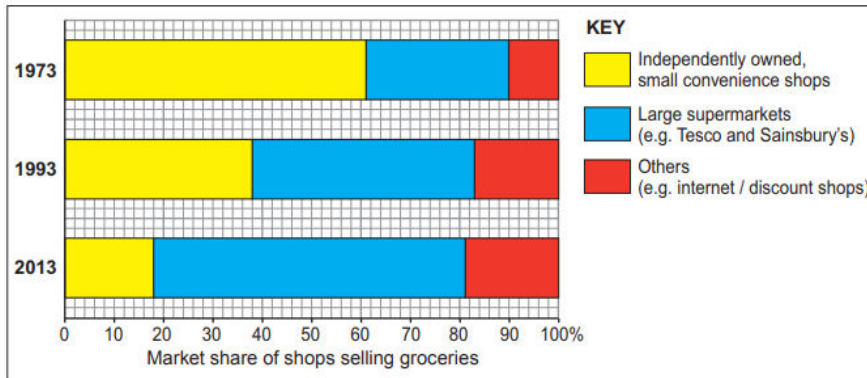 KEY
1973
Independently owned,
small convenience shops
Large supermarkets
(e.g. Tesco and Sainsbury's)
1993
Others
(e.g. internet / discount shops)
2013
0 10 20 30 40 50 60 70 80 90 100%
Market share of shops selling groceries